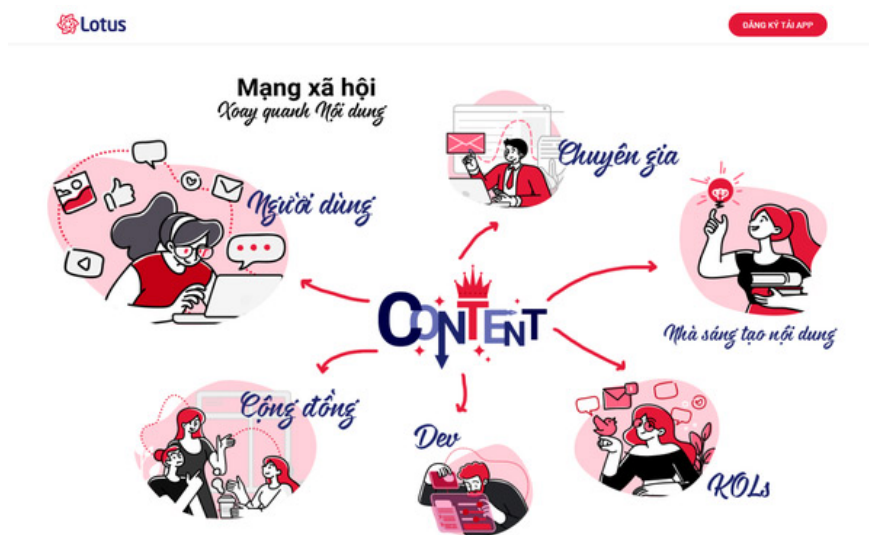 Lotus
ĐĂNG KÝ TẢI APP
Mạng xã hội
Xoay quanh Nội dung
Chuyên gia
Người dùng
CONTENT
Nhà sáng tạo nội dung
Cộng đồng
Dev
KOLs